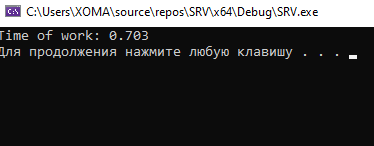 C:\Users\XOMA\source\repos\SRV\x64\Debug\SRV.exe
Time of work: 0.703
Для продолжения нажмите любую клавишу . . .